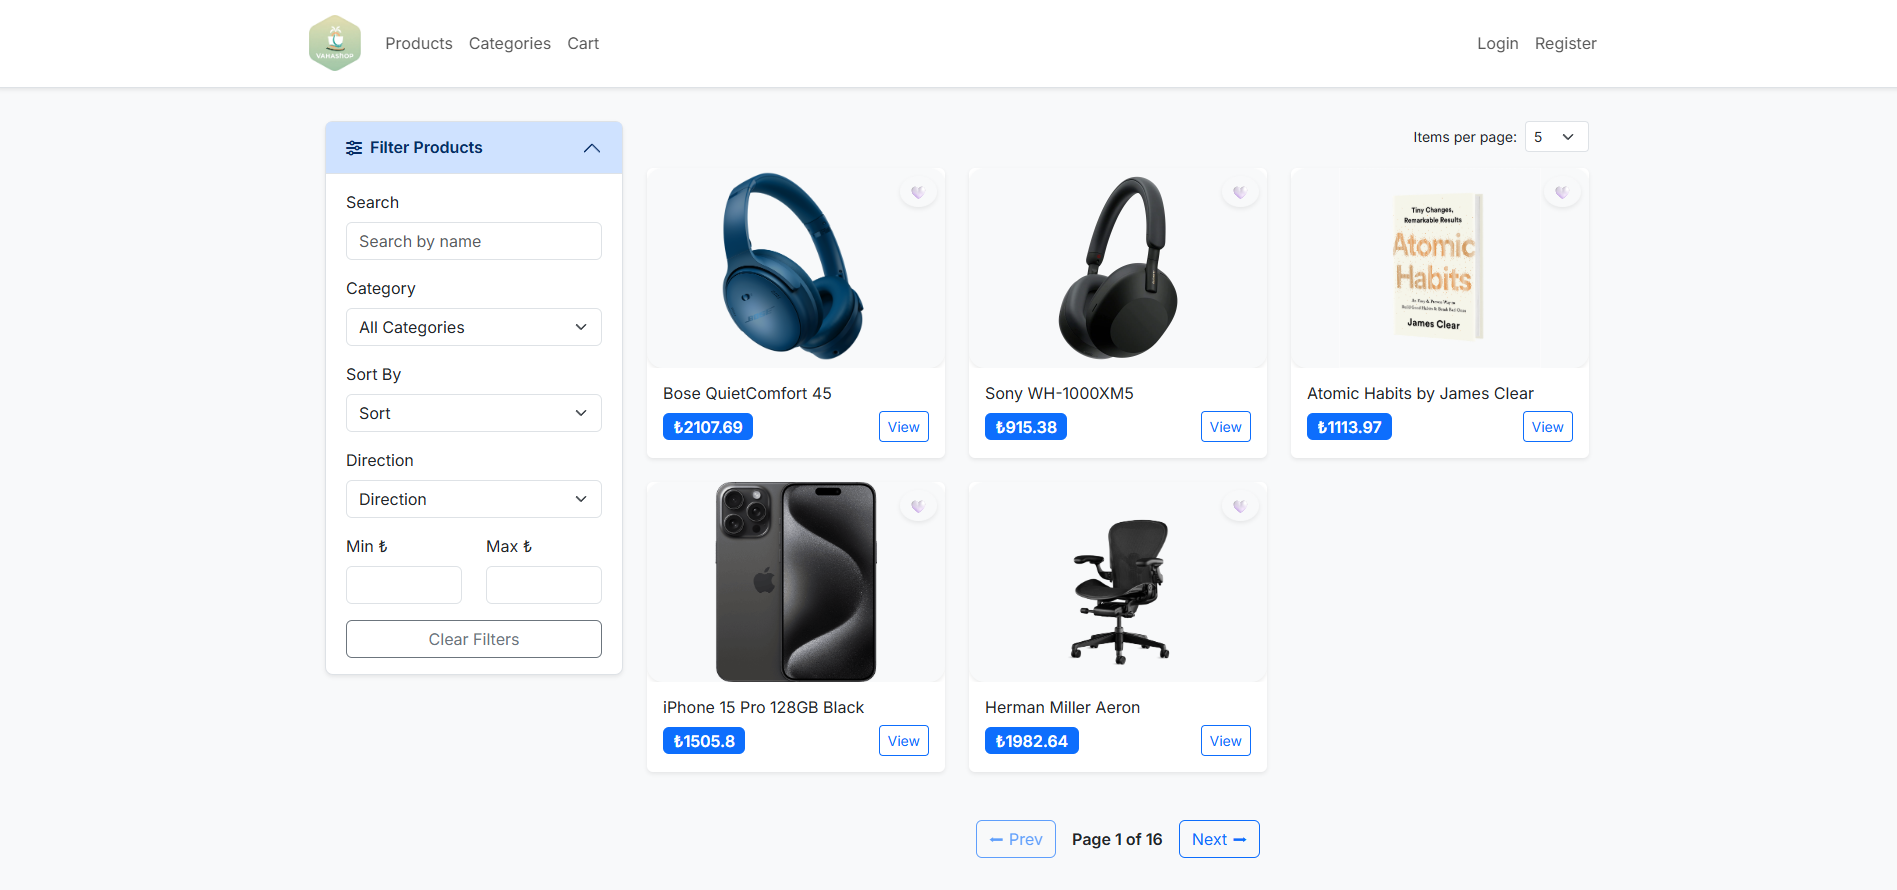 VAHASHOP
Products
Categories
Cart
Login
Register
Filter Products
Search
Search by name
Category
All Categories
Sort By
Sort
Direction
Direction
Min ₺
Max ₺
Clear Filters
Items per page:
5
Bose QuietComfort 45
₺2107.69
View
Sony WH-1000XM5
₺915.38
View
Tiny Changes,
Remarkable Results
Atomic
Habits
James Clear
Atomic Habits by James Clear
₺1113.97
View
iPhone 15 Pro 128GB Black
₺1505.8
View
Herman Miller Aeron
₺1982.64
View
← Prev
Page 1 of 16
Next →